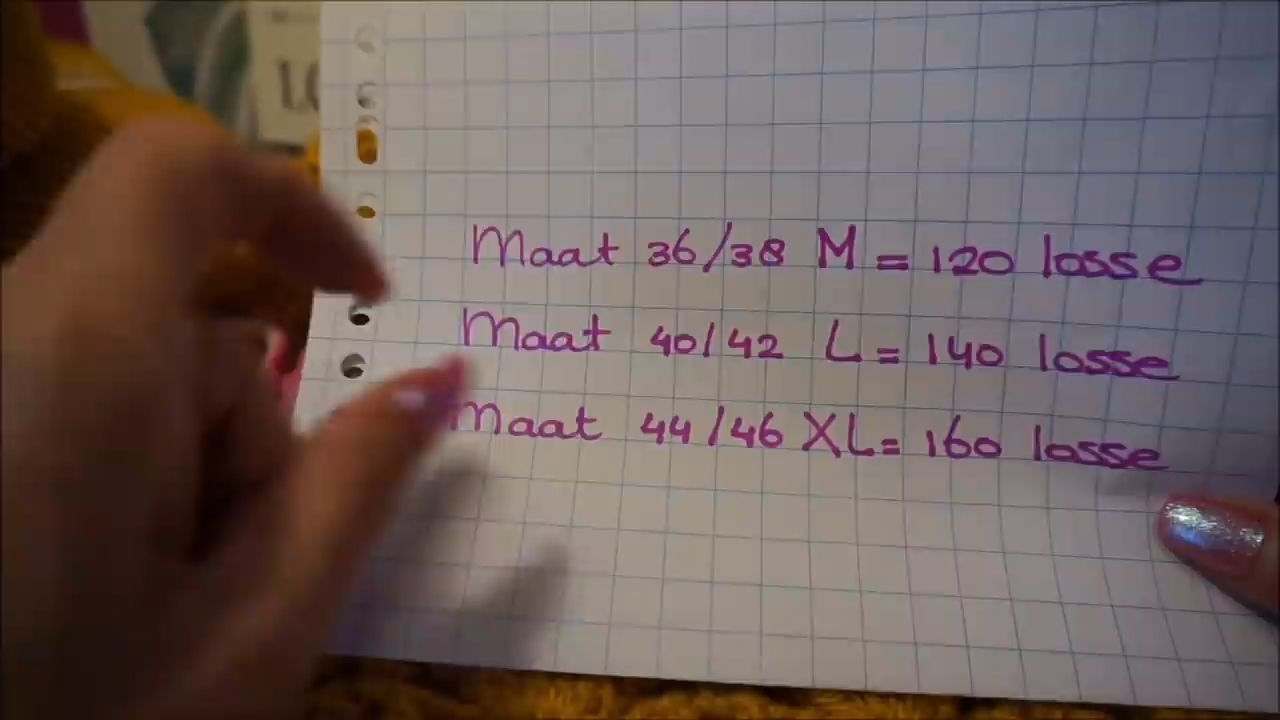 Maat 36/38 M = 120 losse
Maat 40/42 L = 140 losse
Maat 44/46 XL = 160 losse